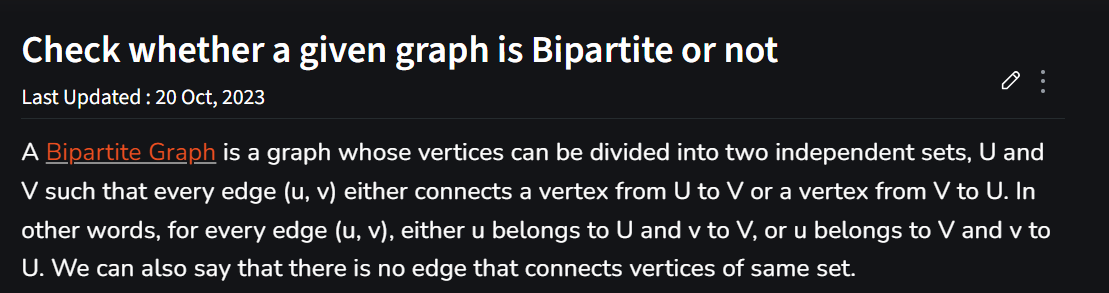 Check whether a given graph is Bipartite or not
Last Updated : 20 Oct, 2023
A Bipartite Graph is a graph whose vertices can be divided into two independent sets, U and
V such that every edge (u, v) either connects a vertex from U to V or a vertex from V to U. In
other words, for every edge (u, v), either u belongs to U and v to V, or u belongs to V and v to
U. We can also say that there is no edge that connects vertices of same set.